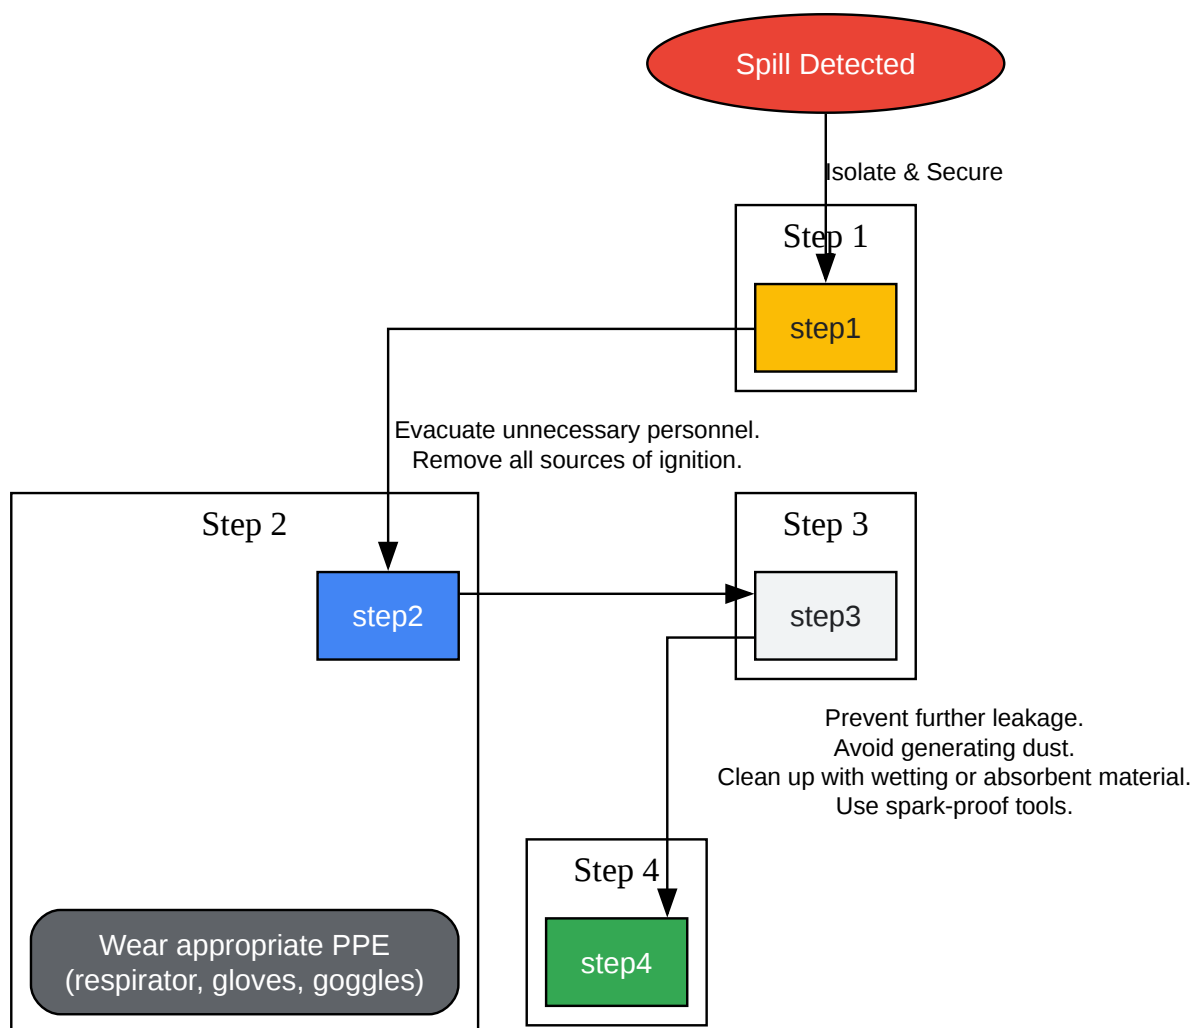 Spill Detected
Isolate & Secure
Step 1
step1
Evacuate unnecessary personnel.
Remove all sources of ignition.
Step 2
step2
Step 3
step3
Prevent further leakage.
Avoid generating dust.
Clean up with wetting or absorbent material.
Use spark-proof tools.
Step 4
step4
Wear appropriate PPE
(respirator, gloves, goggles)